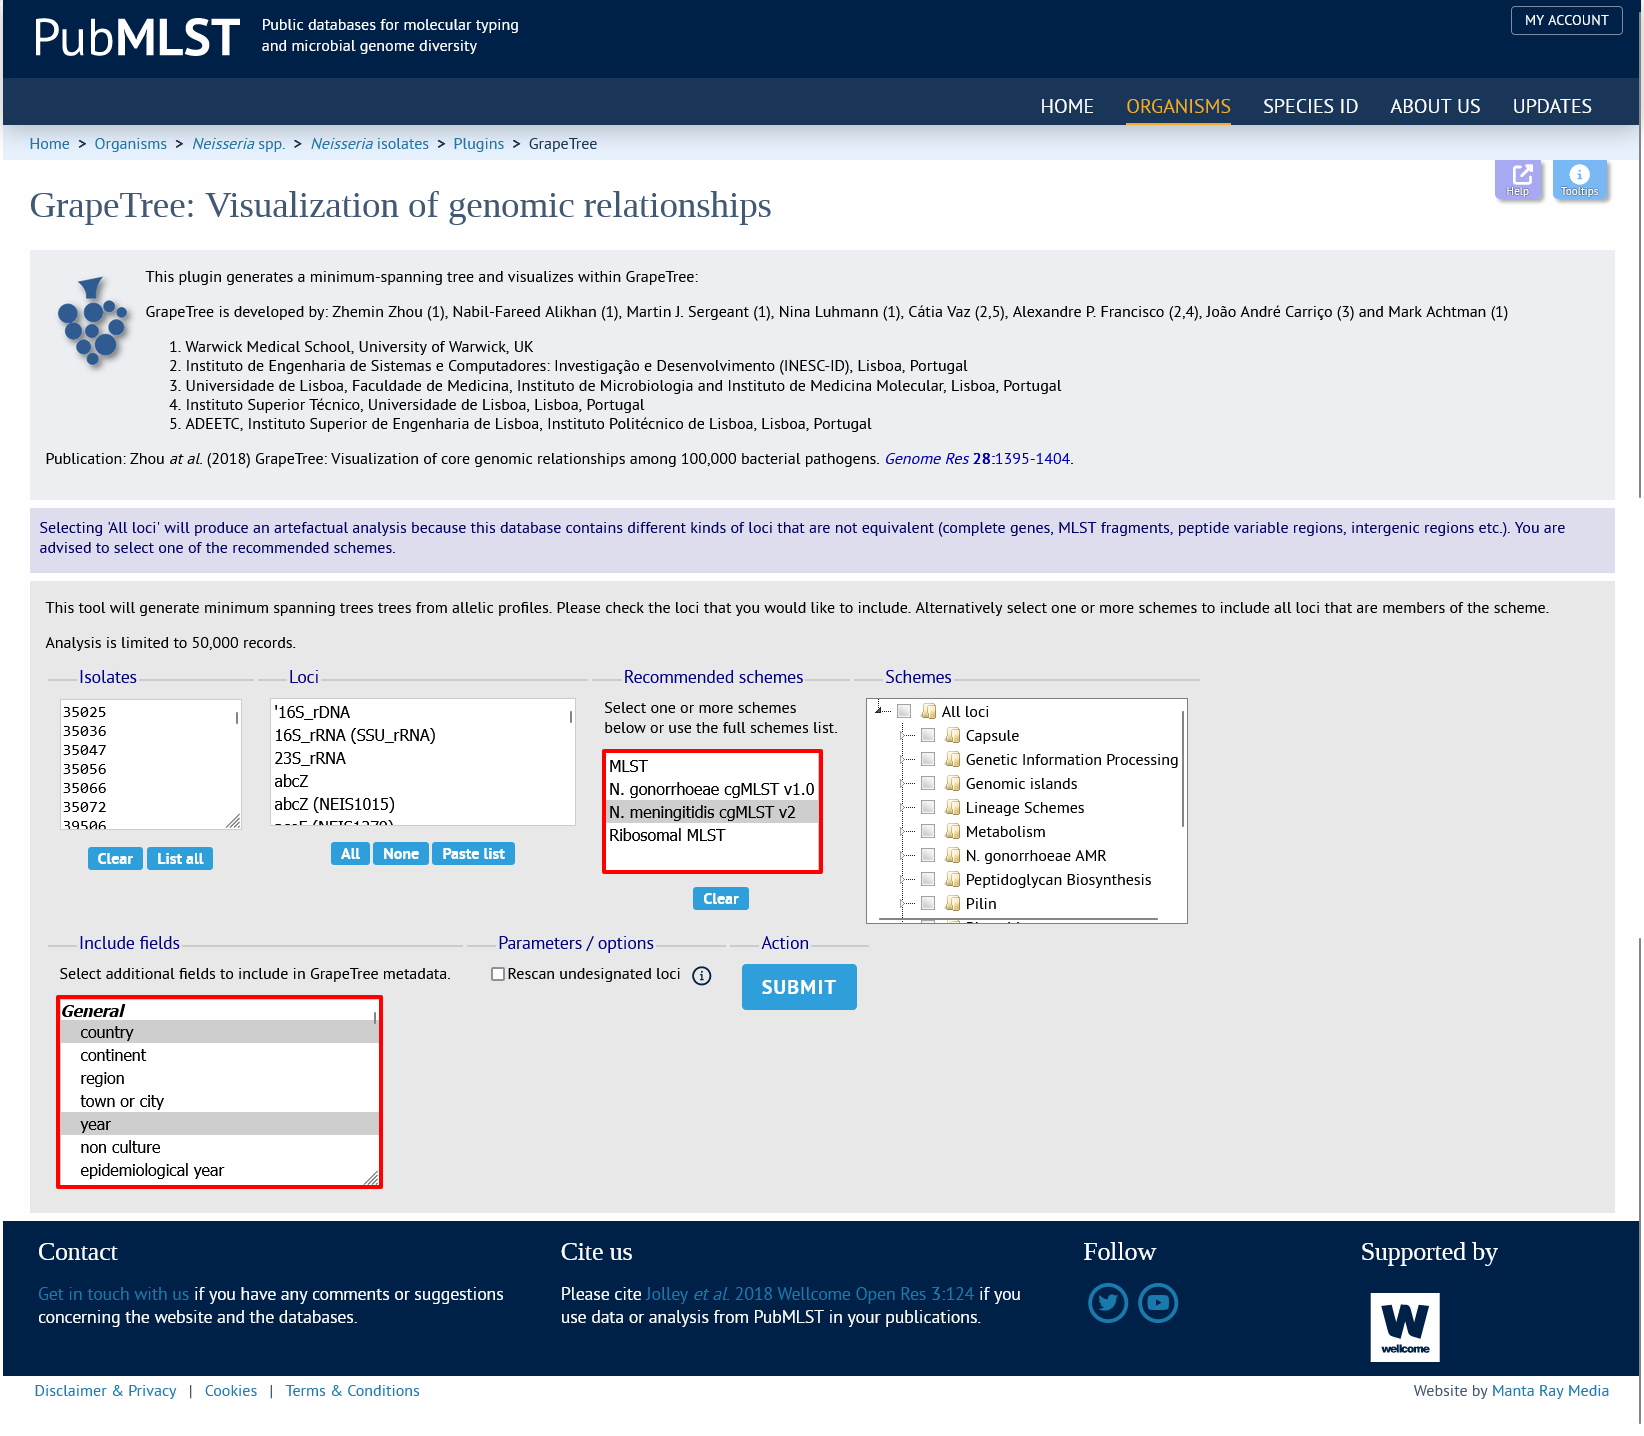 PubMLST
Public databases for molecular typing
and microbial genome diversity
MY ACCOUNT
HOME ORGANISMS SPECIES ID ABOUT US UPDATES
Home > Organisms > Neisseria spp. > Neisseria isolates > Plugins > GrapeTree
Help
Tooltips
GrapeTree: Visualization of genomic relationships
This plugin generates a minimum-spanning tree and visualizes within GrapeTree:
GrapeTree is developed by: Zhemin Zhou (1), Nabil-Fareed Alikhan (1), Martin J. Sergeant (1), Nina Luhmann (1), Cátia Vaz (2,5), Alexandre P. Francisco (2,4), João André Carriço (3) and Mark Achtman (1)
1. Warwick Medical School, University of Warwick, UK
2. Instituto de Engenharia de Sistemas e Computadores: Investigação e Desenvolvimento (INESC-ID), Lisboa, Portugal
3. Universidade de Lisboa, Faculdade de Medicina, Instituto de Microbiologia and Instituto de Medicina Molecular, Lisboa, Portugal
4. Instituto Superior Técnico, Universidade de Lisboa, Lisboa, Portugal
5. ADEETC, Instituto Superior de Engenharia de Lisboa, Instituto Politécnico de Lisboa, Lisboa, Portugal
Publication: Zhou at al. (2018) GrapeTree: Visualization of core genomic relationships among 100,000 bacterial pathogens. Genome Res 28:1395-1404.
Selecting 'All loci' will produce an artefactual analysis because this database contains different kinds of loci that are not equivalent (complete genes, MLST fragments, peptide variable regions, intergenic regions etc.). You are
advised to select one of the recommended schemes.
This tool will generate minimum spanning trees trees from allelic profiles. Please check the loci that you would like to include. Alternatively select one or more schemes to include all loci that are members of the scheme.
Analysis is limited to 50,000 records.
Isolates
35025
35036
35047
35056
35066
35072
39506
Clear List all
Loci
'16S_rDNA
16S_rRNA (SSU_rRNA)
23S_rRNA
abcZ
abcZ (NEIS1015)
All None Paste list
Recommended schemes
Select one or more schemes
below or use the full schemes list.
MLST
N. gonorrhoeae cgMLST v1.0
N. meningitidis cgMLST v2
Ribosomal MLST
Clear
Schemes
All loci
Capsule
Genetic Information Processing
Genomic islands
Lineage Schemes
Metabolism
N. gonorrhoeae AMR
Peptidoglycan Biosynthesis
Pilin
Include fields
Select additional fields to include in GrapeTree metadata.
General
country
continent
region
town or city
year
non culture
epidemiological year
Parameters / options
Rescan undesignated loci
Action
SUBMIT
Contact
Get in touch with us if you have any comments or suggestions
concerning the website and the databases.
Cite us
Please cite Jolley et al. 2018 Wellcome Open Res 3:124 if you
use data or analysis from PubMLST in your publications.
Follow
Supported by
W
wellcome
Disclaimer & Privacy | Cookies | Terms & Conditions
Website by Manta Ray Media